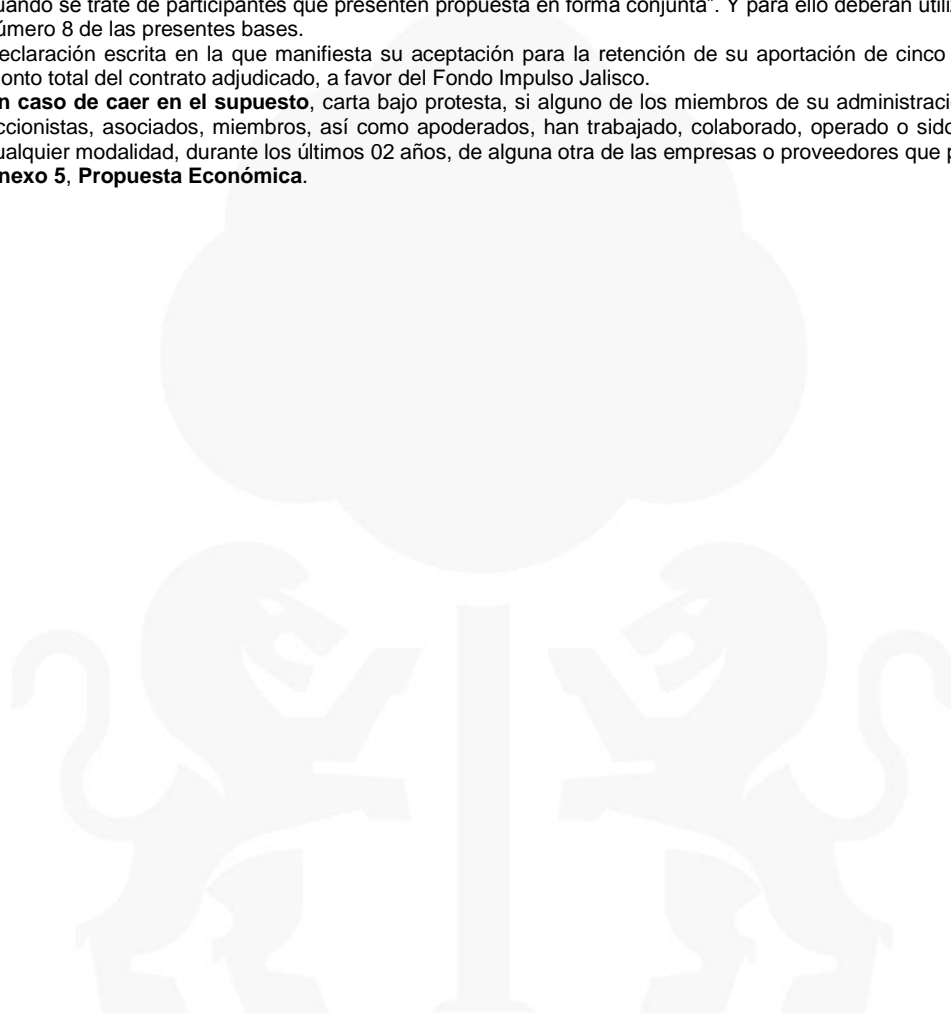 uando se trate de participantes que presenten propuesta en forma conjunta". Y para ello deberán utiliz
úmero 8 de las presentes bases.
eclaración escrita en la que manifiesta su aceptación para la retención de su aportación de cinco
onto total del contrato adjudicado, a favor del Fondo Impulso Jalisco.
n caso de caer en el supuesto, carta bajo protesta, si alguno de los miembros de su administraci
ccionistas, asociados, miembros, así como apoderados, han trabajado, colaborado, operado o sido
ualquier modalidad, durante los últimos 02 años, de alguna otra de las empresas o proveedores que p
nexo 5, Propuesta Económica.